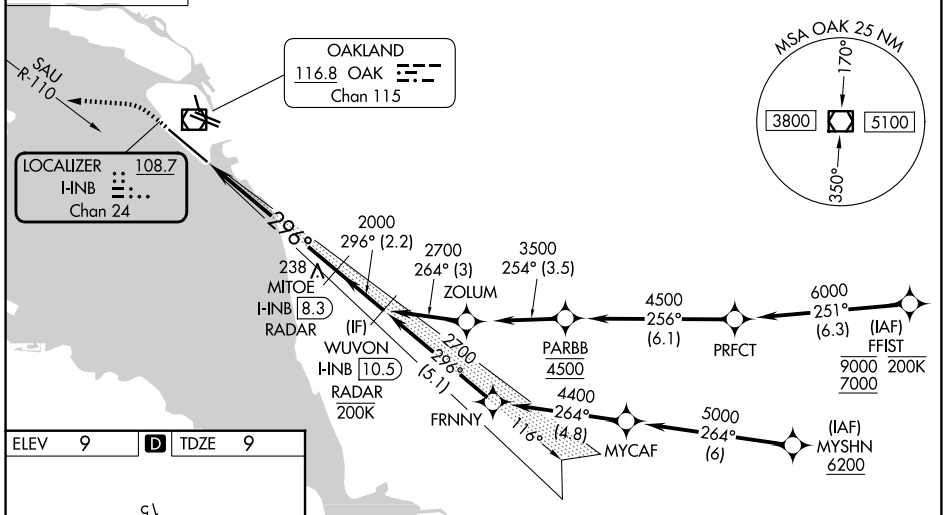 SAU
R-110
OAKLAND
116.8 OAK
Chan 115
MSA OAK 25 NM
170°
3800
5100
350°
LOCALIZER 108.7
I-INB
Chan 24
296°
2000
296° (2.2)
2700
264° (3)
3500
254° (3.5)
238
MITOE
I-INB 8.3
RADAR
ZOLUM
4500
256°
(6.1)
6000
251°
(6.3)
(IF)
WUVON
I-INB 10.5
RADAR
200K
2700
296°
(5.1)
PARBB
4500
PRFCT
(IAF)
FFIST
9000 200K
7000
FRNNY
116°
4400
264°
(4.8)
MYCAF
5000
264°
(6)
(IAF)
MYSHN
6200
ELEV 9 D TDZE 9
15